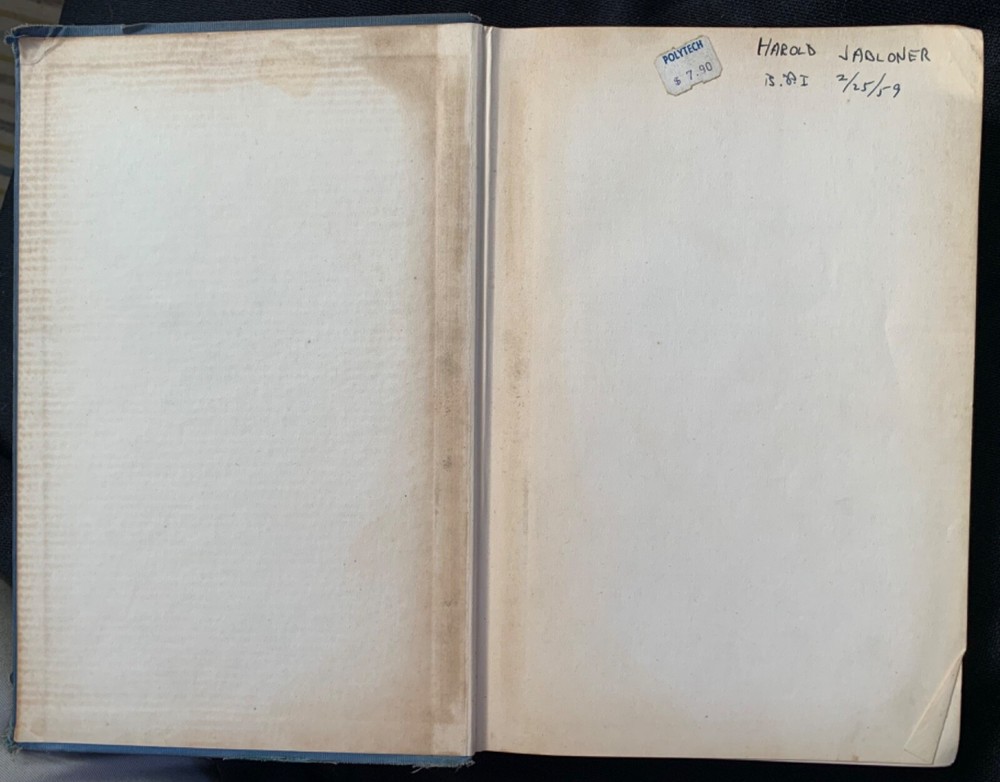 POLYTECH
$ 7.90
HAROLD JABLONER
2/25/59